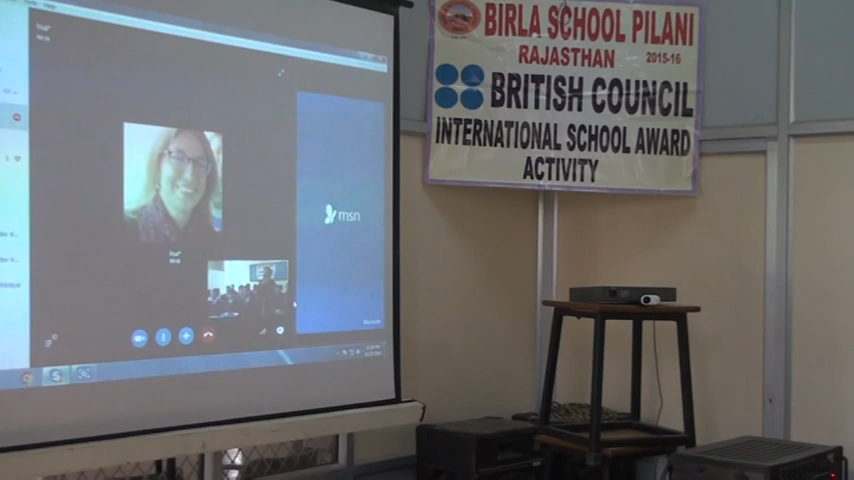 BIRLA SCHOOL PILANI
RAJASTHAN 2015-16
BRITISH COUNCIL
INTERNATIONAL SCHOOL AWARD
ACTIVITY
msn